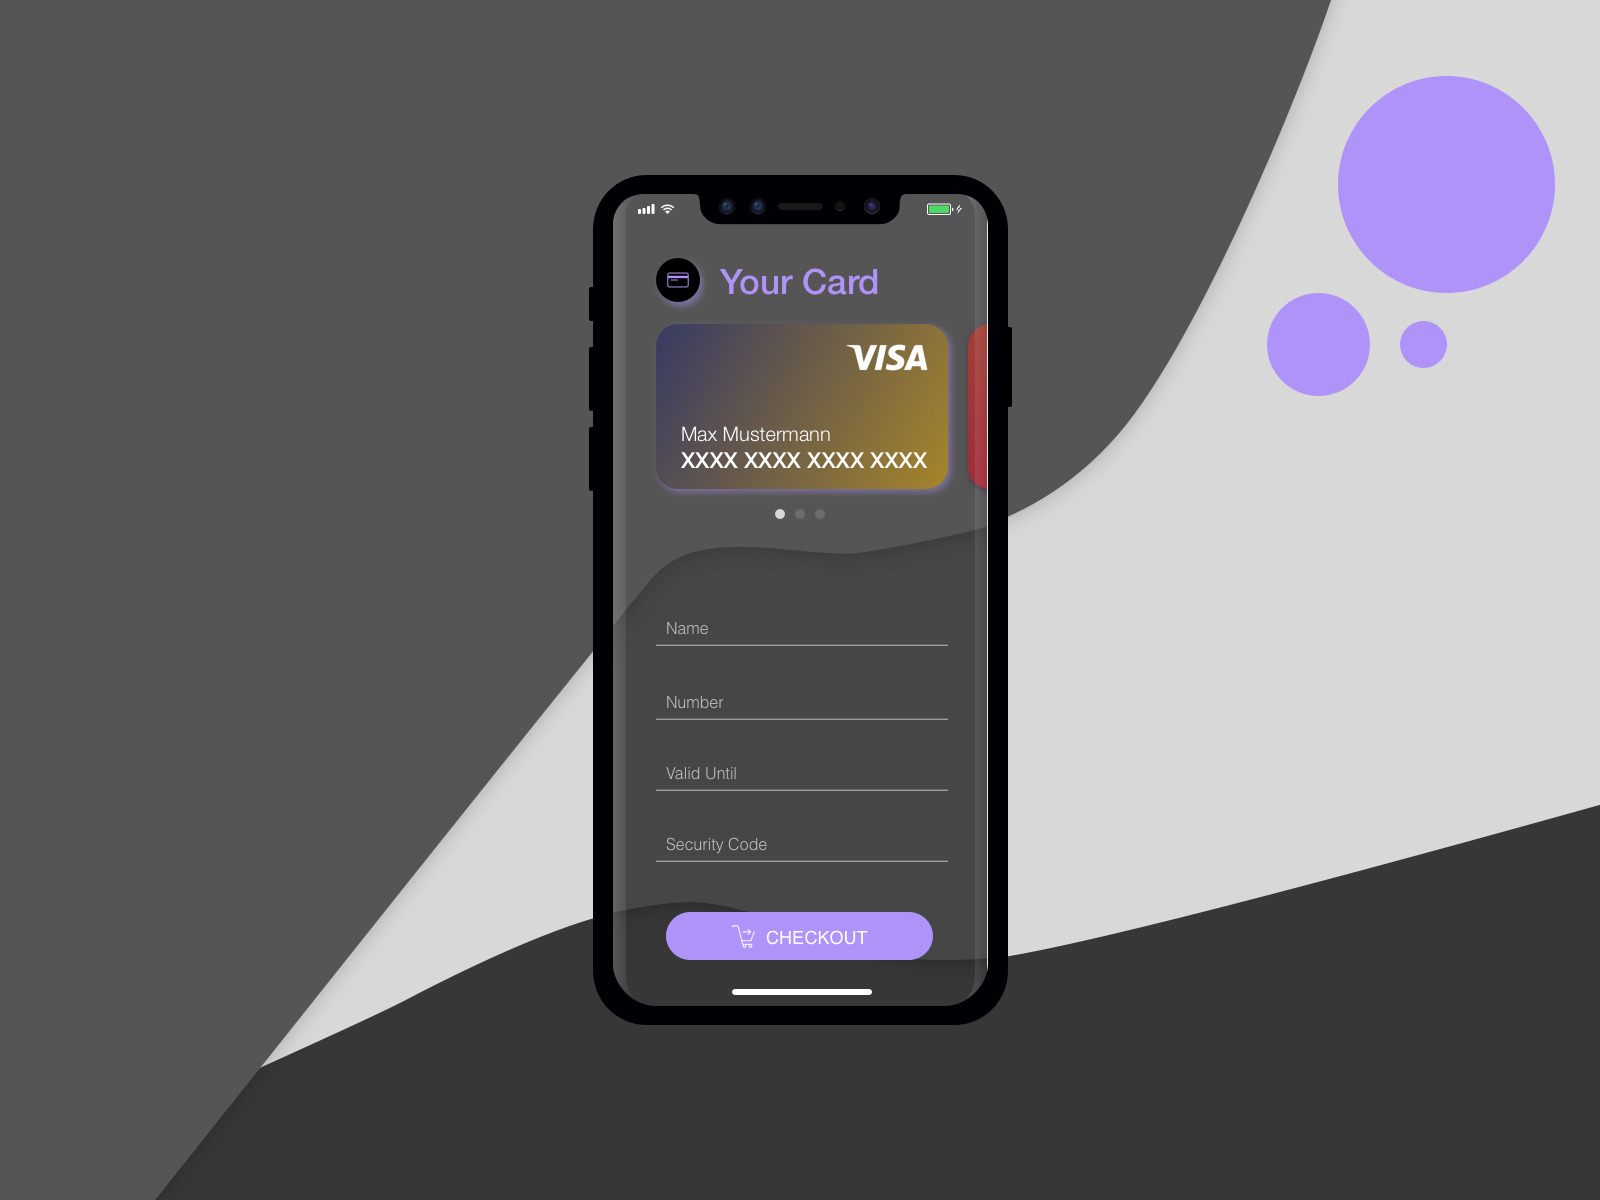 Your Card
VISA
Max Mustermann
XXXX XXXX XXXX XXXX
Name
Number
Valid Until
Security Code
CHECKOUT